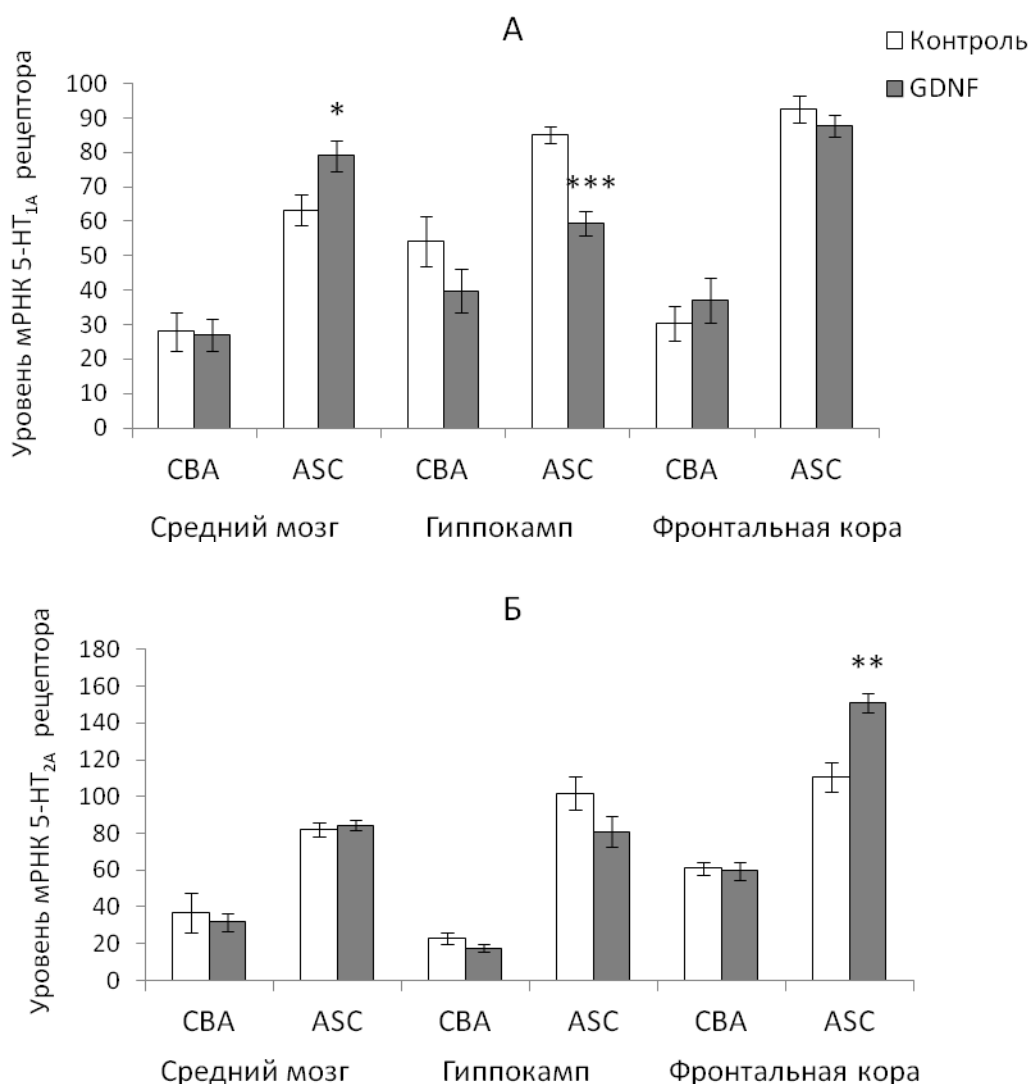 А
Контроль
GDNF
Уровень мРНК 5-HT1A рецептора
100
90
80
70
60
50
40
30
20
10
0
*
***
CBA ASC CBA ASC CBA ASC
Средний мозг Гиппокамп Фронтальная кора
Б
Уровень мРНК 5-HT2A рецептора
180
160
140
120
100
80
60
40
20
0
**
CBA ASC CBA ASC CBA ASC
Средний мозг Гиппокамп Фронтальная кора